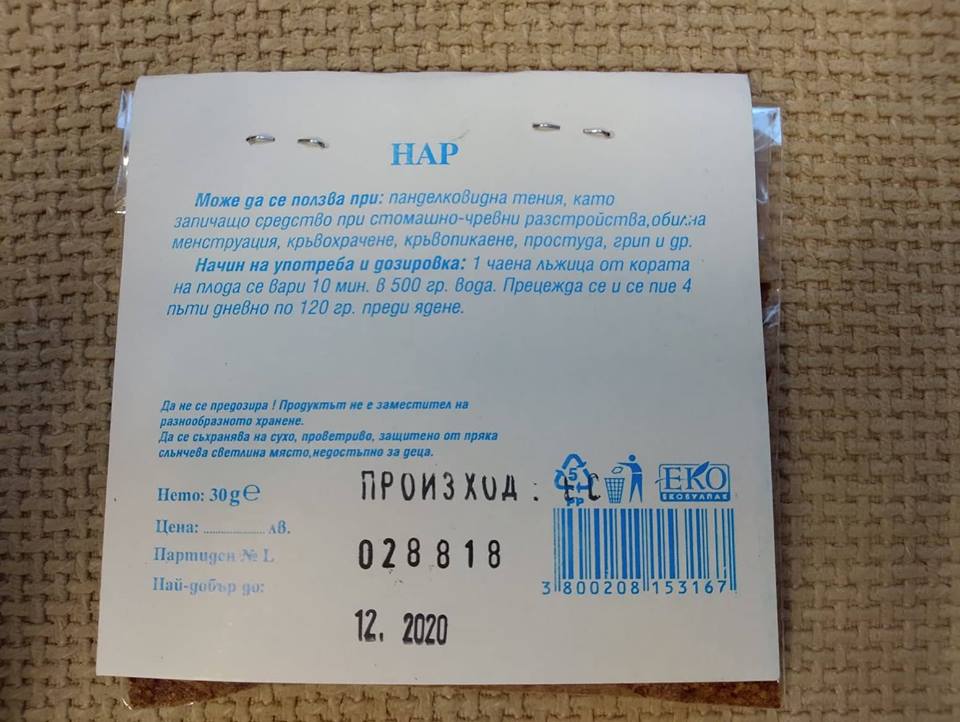 НАР
Може да се ползва при: панделковидна тения, като
запичащо средство при стомашно-чревни разстройства,обилна
менструация, кръвохрачене, кръвопикаене, простуда, грип и др.
Начин на употреба и дозировка: 1 чаена лъжица от кората
на плода се вари 10 мин. в 500 гр. вода. Прецежда се и се пие 4
пъти дневно по 120 гр. преди ядене.
Да не се предозира ! Продуктът не е заместител на
разнообразното хранене.
Да се съхранява на сухо, проветриво, защитено от пряка
слънчева светлина място,недостъпно за деца.
Нето: 30 g e
ПРОИЗХОД : ЕС
5
PP
ЕКО
ЕКОБУЛПАК
Цена: .................... лв.
Партиден № L
028818
Най-добър до:
12. 2020
3 800208 153167